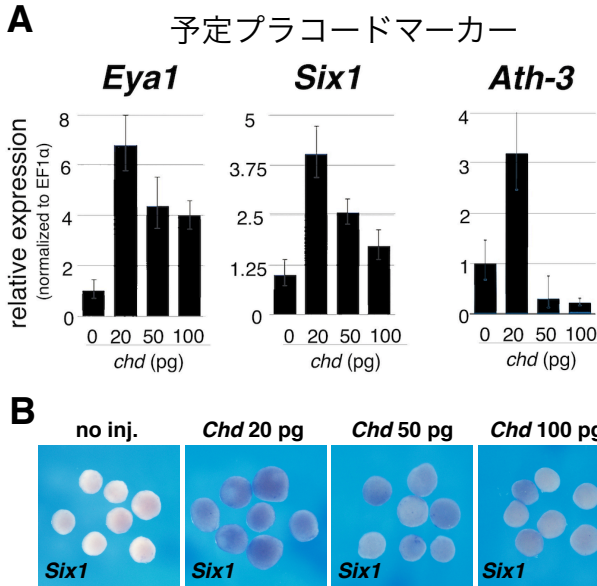 A
予定プラコードマーカー
Eya1
Six1
Ath-3
relative expression
(normalized to EF1α)
8
6
4
2
0
0 20 50 100
chd (pg)
5
3.75
2.5
1.25
0
0 20 50 100
chd (pg)
4
3
2
1
0
0 20 50 100
chd (pg)
B
no inj.
Chd 20 pg
Chd 50 pg
Chd 100 pg
Six1
Six1
Six1
Six1